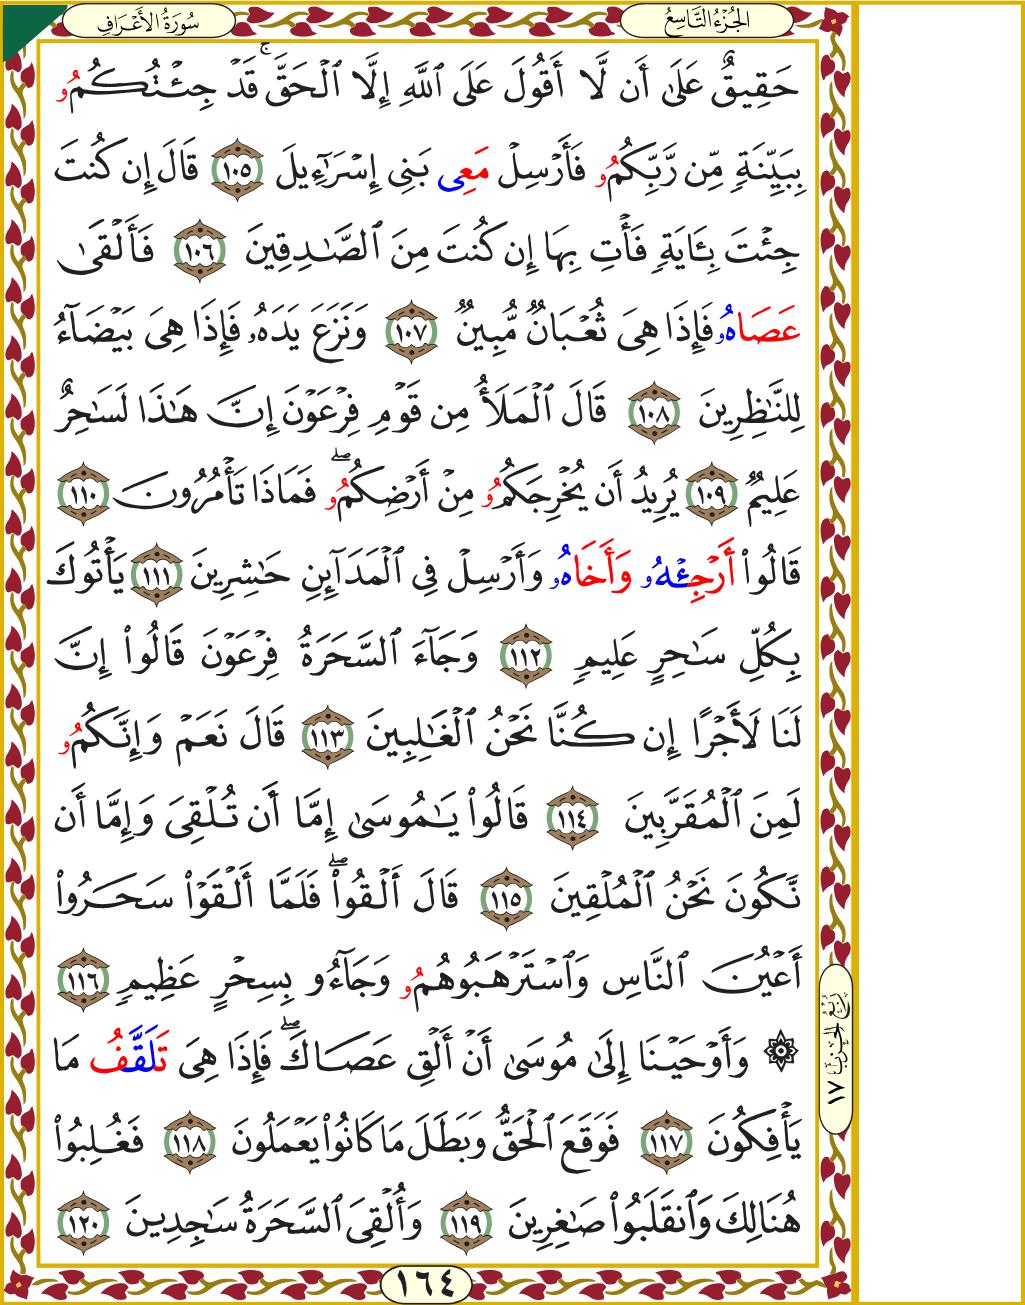 الجُزْءُ التَّاسِعُ
سُورَةُ الأَعْرَافِ
حَقِيقٌ عَلَىٰٓ أَن لَّآ أَقُولَ عَلَى ٱللَّهِ إِلَّا ٱلْحَقَّۚ قَدْ جِئْتُكُمُۥ
بِبَيِّنَةٍ مِّن رَّبِّكُمُۥ فَأَرْسِلْ مَعِى بَنِى إِسْرَٰٓءِيلَ ١٠٥ قَالَ إِن كُنتَ
جِئْتَ بِـَٔايَةٍ فَأْتِ بِهَا إِن كُنتَ مِنَ ٱلصَّـٰدِقِينَ ١٠٦ فَأَلْقَىٰ
عَصَاهُۥ فَإِذَا هِىَ ثُعْبَانٌ مُّبِينٌ ١٠٧ وَنَزَعَ يَدَهُۥ فَإِذَا هِىَ بَيْضَآءُ
لِلنَّـٰظِرِينَ ١٠٨ قَالَ ٱلْمَلَأُ مِن قَوْمِ فِرْعَوْنَ إِنَّ هَـٰذَا لَسَـٰحِرٌ
عَلِيمٌ ١٠٩ يُرِيدُ أَن يُخْرِجَكُمُۥ مِنْ أَرْضِكُمُۥۖ فَمَاذَا تَأْمُرُونَ ١١٠
قَالُوا۟ أَرْجِئْهُۥ وَأَخَاهُۥ وَأَرْسِلْ فِى ٱلْمَدَآئِنِ حَـٰشِرِينَ ١١١ يَأْتُوكَ
بِكُلِّ سَـٰحِرٍ عَلِيمٍ ١١٢ وَجَآءَ ٱلسَّحَرَةُ فِرْعَوْنَ قَالُوا۟ إِنَّ
لَنَا لَأَجْرًا إِن كُنَّا نَحْنُ ٱلْغَـٰلِبِينَ ١١٣ قَالَ نَعَمْ وَإِنَّكُمُۥ
لَمِنَ ٱلْمُقَرَّبِينَ ١١٤ قَالُوا۟ يَـٰمُوسَىٰ إِمَّا أَن تُلْقِىَ وَإِمَّا أَن
نَّكُونَ نَحْنُ ٱلْمُلْقِينَ ١١٥ قَالَ أَلْقُوا۟ۖ فَلَمَّا أَلْقَوْا۟ سَحَرُوا۟
أَعْيُنَ ٱلنَّاسِ وَٱسْتَرْهَبُوهُمُۥ وَجَآءُو بِسِحْرٍ عَظِيمٍ ١١٦
۞ وَأَوْحَيْنَا إِلَىٰ مُوسَىٰ أَنْ أَلْقِ عَصَاكَۖ فَإِذَا هِىَ تَلَقَّفُ مَا
يَأْفِكُونَ ١١٧ فَوَقَعَ ٱلْحَقُّ وَبَطَلَ مَا كَانُوا۟ يَعْمَلُونَ ١١٨ فَغُلِبُوا۟
هُنَالِكَ وَٱنقَلَبُوا۟ صَـٰغِرِينَ ١١٩ وَأُلْقِىَ ٱلسَّحَرَةُ سَـٰجِدِينَ ١٢٠
رُبْعُ الحِزْبِ ١٧
١٦٤